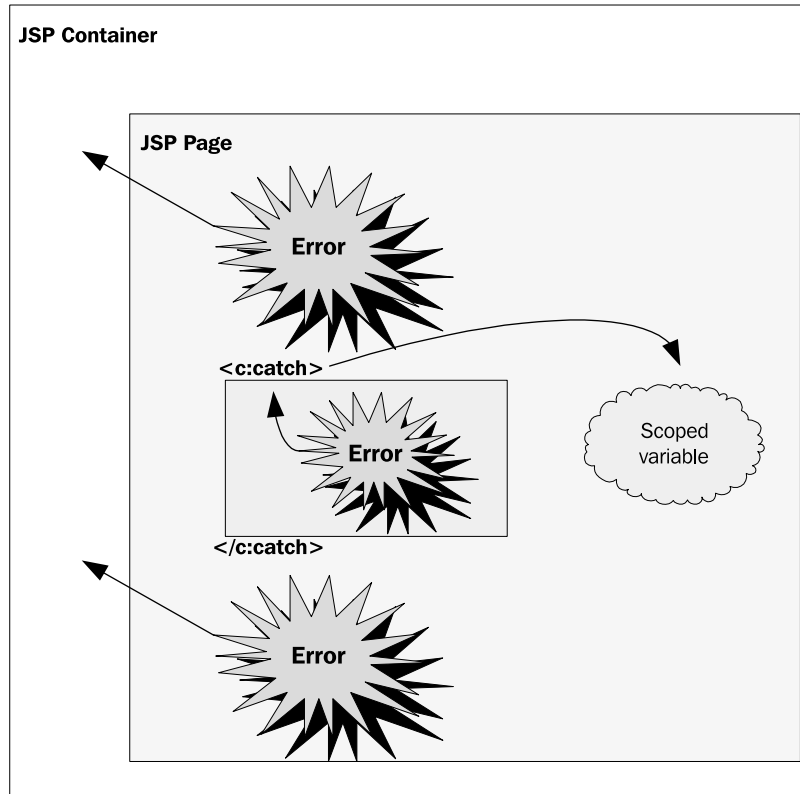 JSP Container
JSP Page
Error
<c:catch>
Error
Scoped
variable
</c:catch>
Error